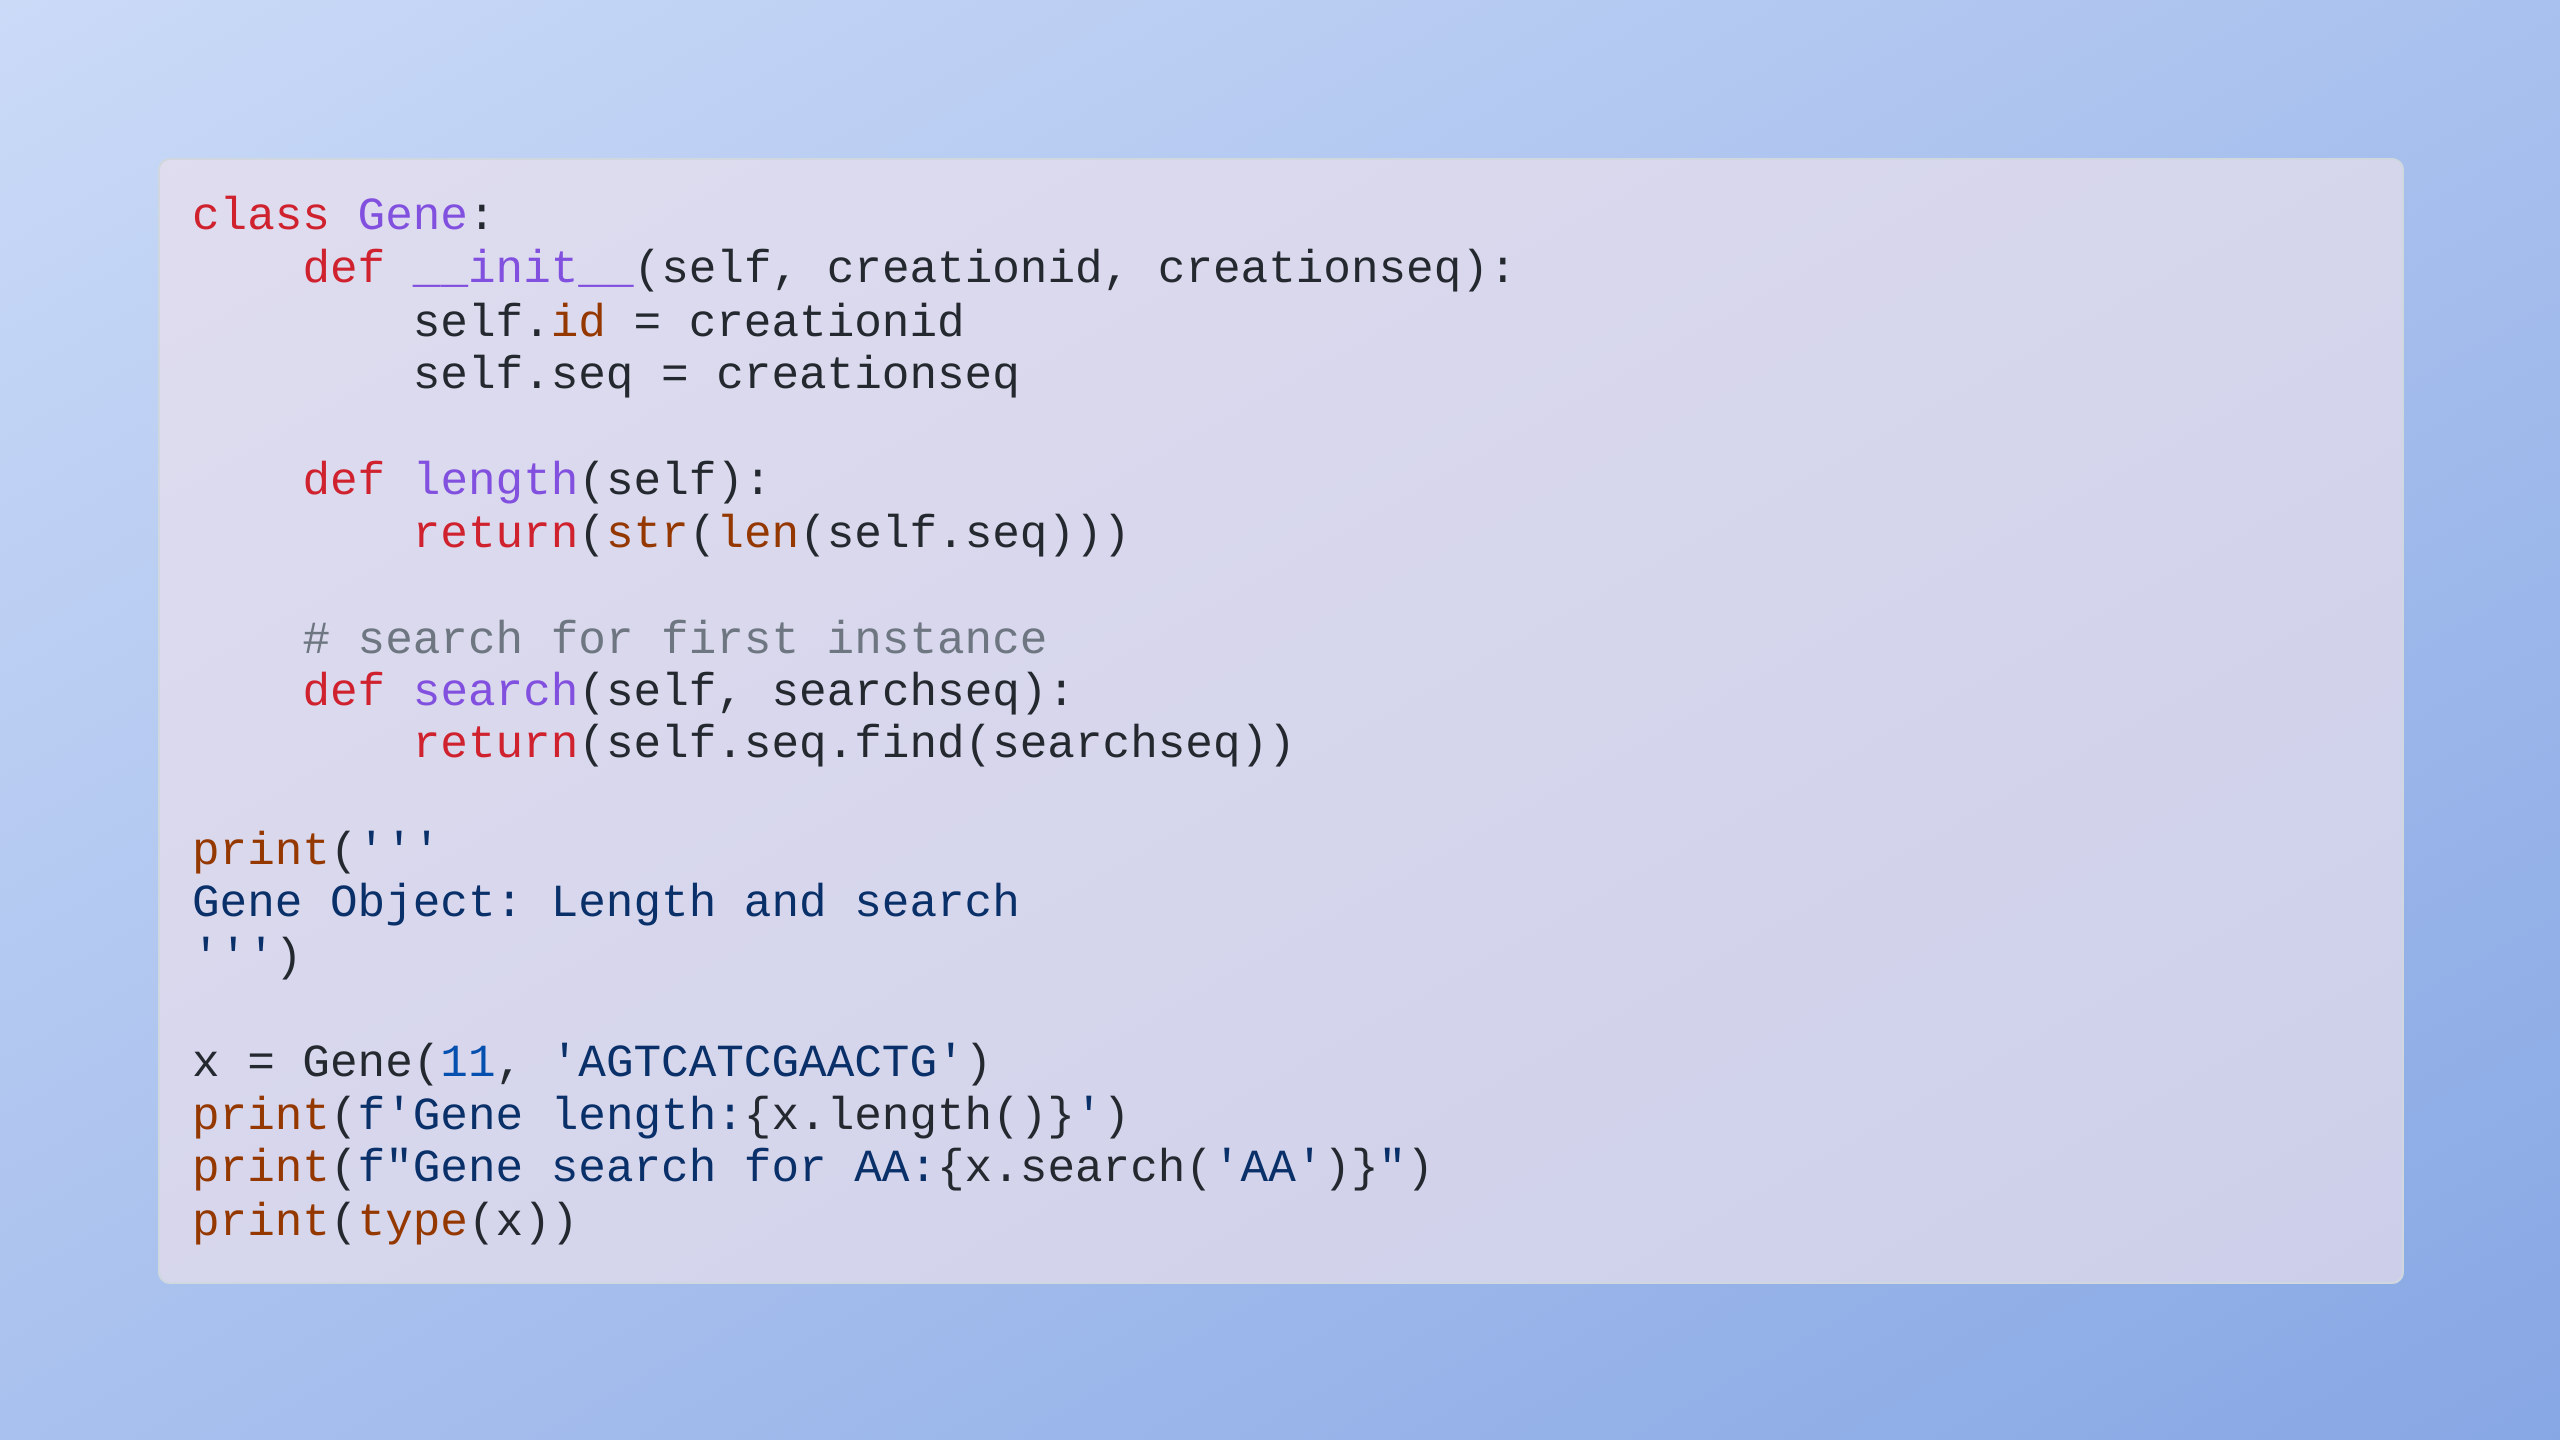 class Gene:
    def __init__(self, creationid, creationseq):
        self.id = creationid
        self.seq = creationseq

    def length(self):
        return(str(len(self.seq)))

    # search for first instance
    def search(self, searchseq):
        return(self.seq.find(searchseq))

print('''
Gene Object: Length and search
''')

x = Gene(11, 'AGTCATCGAACTG')
print(f'Gene length:{x.length()}')
print(f"Gene search for AA:{x.search('AA')}")
print(type(x))